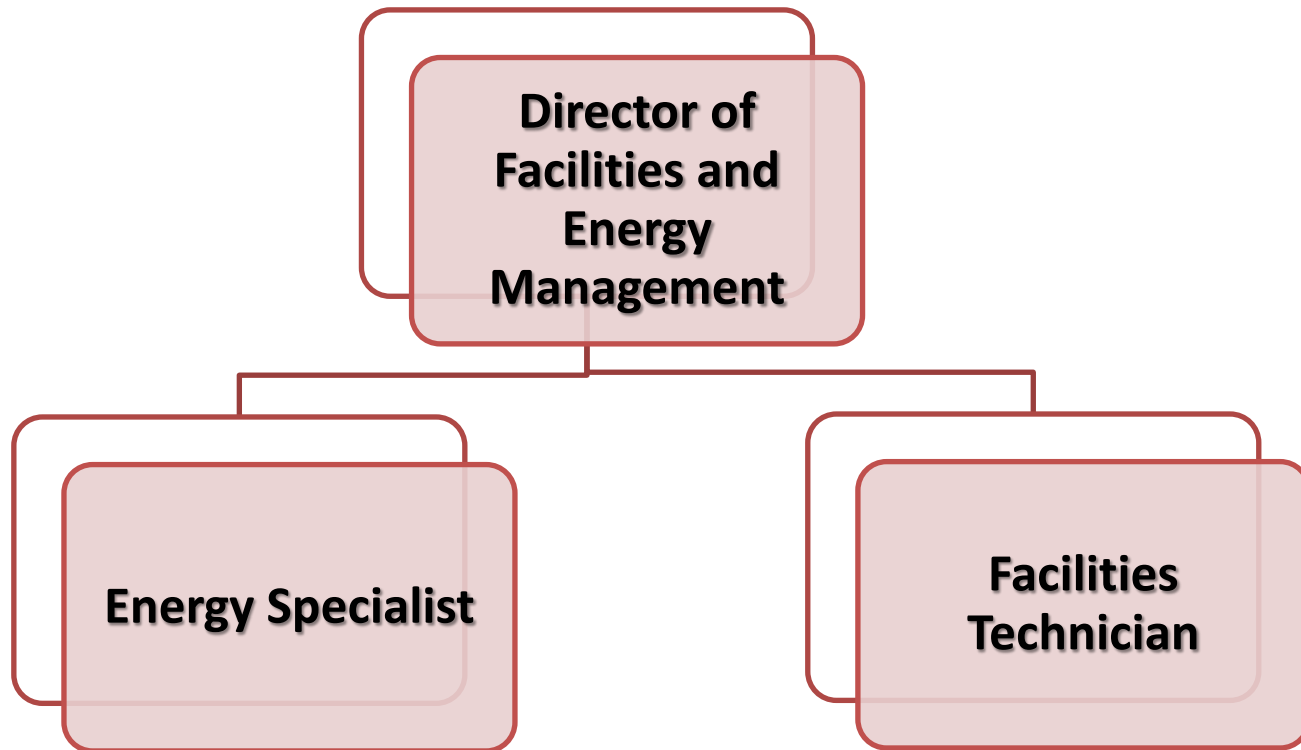 Director of
Facilities and
Energy
Management
Energy Specialist
Facilities
Technician